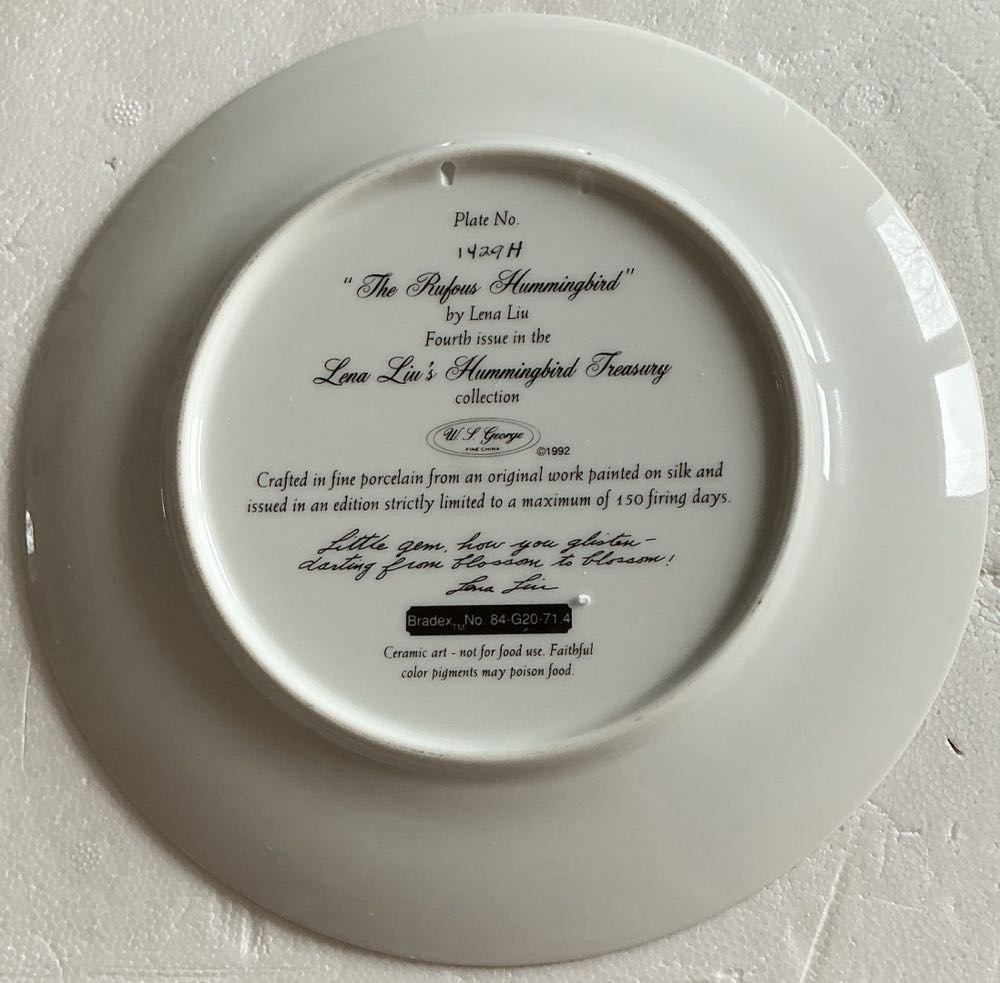 Plate No.
1429H
"The Rufous Hummingbird"
by Lena Liu
Fourth issue in the
Lena Liu's Hummingbird Treasury
collection
W. S. George
FINE CHINA
©1992
Crafted in fine porcelain from an original work painted on silk and
issued in an edition strictly limited to a maximum of 150 firing days.
Little gem, how you glisten-
darting from blossom to blossom!
Lena Liu
Bradex™ No. 84-G20-71.4
Ceramic art - not for food use. Faithful
color pigments may poison food.